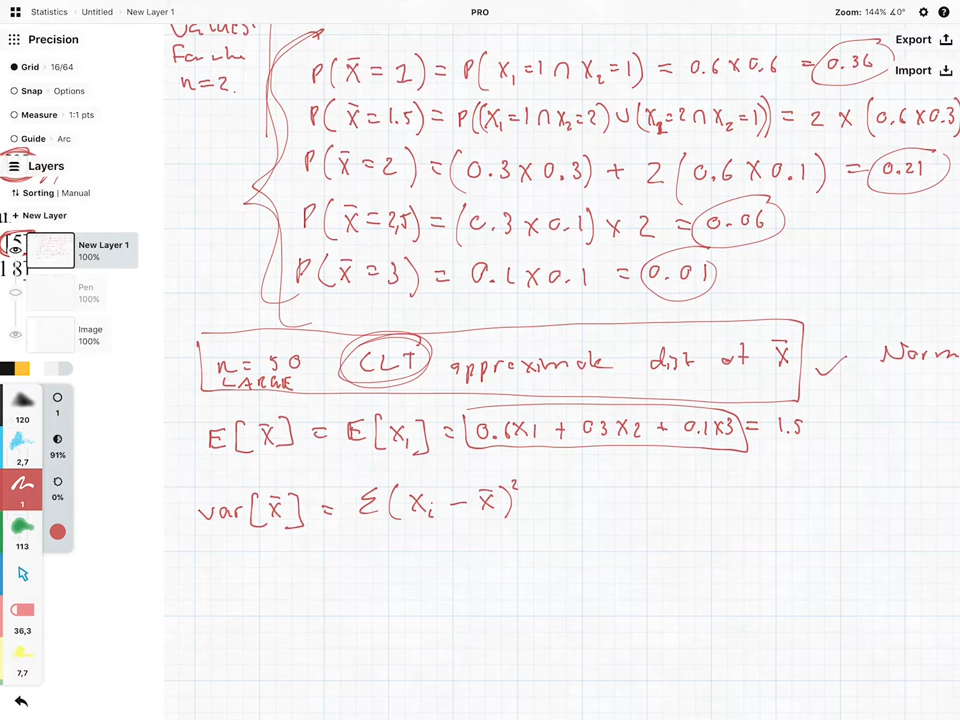 Statistics Untitled New Layer 1 PRO Zoom: 144% ∠0°
Precision
Grid 16/64
Snap Options
Measure 1:1 pts
Guide Arc
Layers
Sorting Manual
+ New Layer
New Layer 1
100%
Pen
100%
Image
100%
1
91%
0%
120
2,7
1
113
36,3
7,7
Export
Import
values.
For the
n=2.
P(x̄=1) = P(X₁=1∩X₂=1) = 0.6×0.6 = 0.36
P(x̄=1.5) = P((X₁=1∩X₂=2)∪(X₁=2∩X₂=1)) = 2×(0.6×0.3)
P(x̄=2) = (0.3×0.3) + 2(0.6×0.1) = 0.21
P(x̄=2,5) = (0.3×0.1)×2 = 0.06
P(x̄=3) = 0.1×0.1 = 0.01
n=50 CLT approximate dist of x̄ ✓ Norm
LARGE
E[x̄] = E[X₁] = 0.6×1 + 0.3×2 + 0.1×3 = 1.5
var[x̄] = Σ(xᵢ − x̄)²